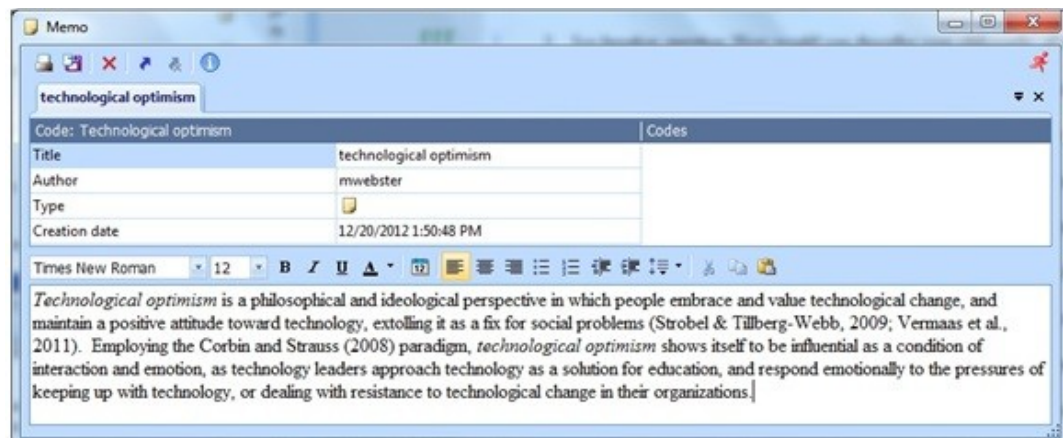 Memo
technological optimism
Code: Technological optimism Codes
Title technological optimism
Author mwebster
Type
Creation date 12/20/2012 1:50:48 PM
Times New Roman 12 B I U A 12
Technological optimism is a philosophical and ideological perspective in which people embrace and value technological change, and
maintain a positive attitude toward technology, extolling it as a fix for social problems (Strobel & Tillberg-Webb, 2009; Vermaas et al.,
2011). Employing the Corbin and Strauss (2008) paradigm, technological optimism shows itself to be influential as a condition of
interaction and emotion, as technology leaders approach technology as a solution for education, and respond emotionally to the pressures of
keeping up with technology, or dealing with resistance to technological change in their organizations.